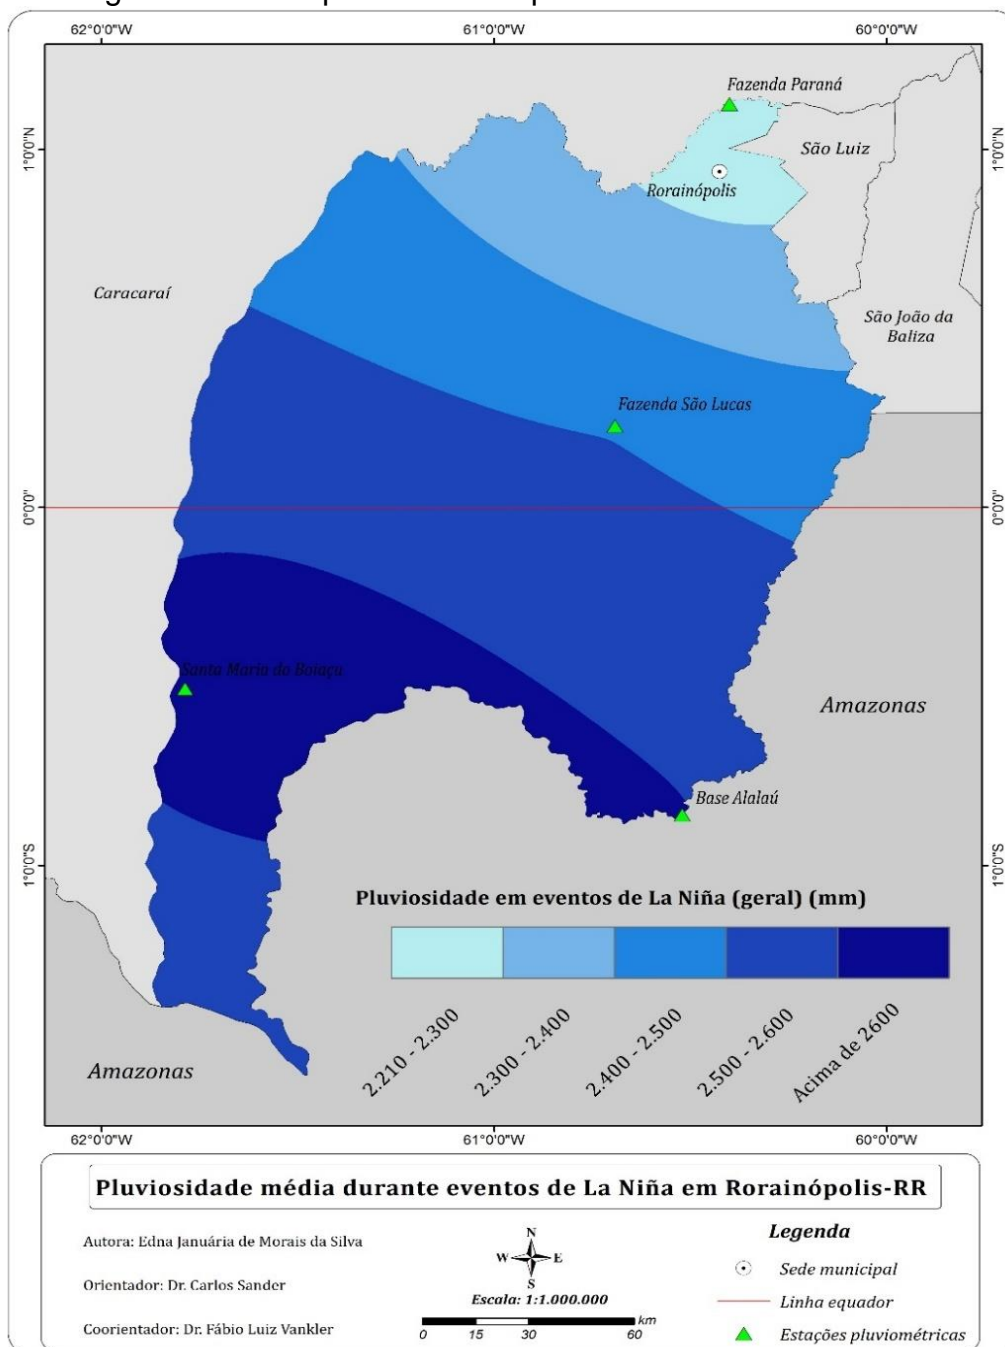 62°0'0"W 61°0'0"W 60°0'0"W
Fazenda Paraná
1°0'0"N
São Luiz
1°0'0"N
Rorainópolis
Caracaraí
São João da
Baliza
Fazenda São Lucas
0°0'0"
0°0'0"
Santa Maria do Boiaçu
Amazonas
Base Alalaú
1°0'0"S
1°0'0"S
Pluviosidade em eventos de La Niña (geral) (mm)
2.210 - 2.300
2.300 - 2.400
2.400 - 2.500
2.500 - 2.600
Acima de 2600
Amazonas
62°0'0"W 61°0'0"W 60°0'0"W
Pluviosidade média durante eventos de La Niña em Rorainópolis-RR
Autora: Edna Januária de Morais da Silva
Orientador: Dr. Carlos Sander
Coorientador: Dr. Fábio Luiz Vankler
N
W E
S
Escala: 1:1.000.000
km
0 15 30 60
Legenda
Sede municipal
Linha equador
Estações pluviométricas